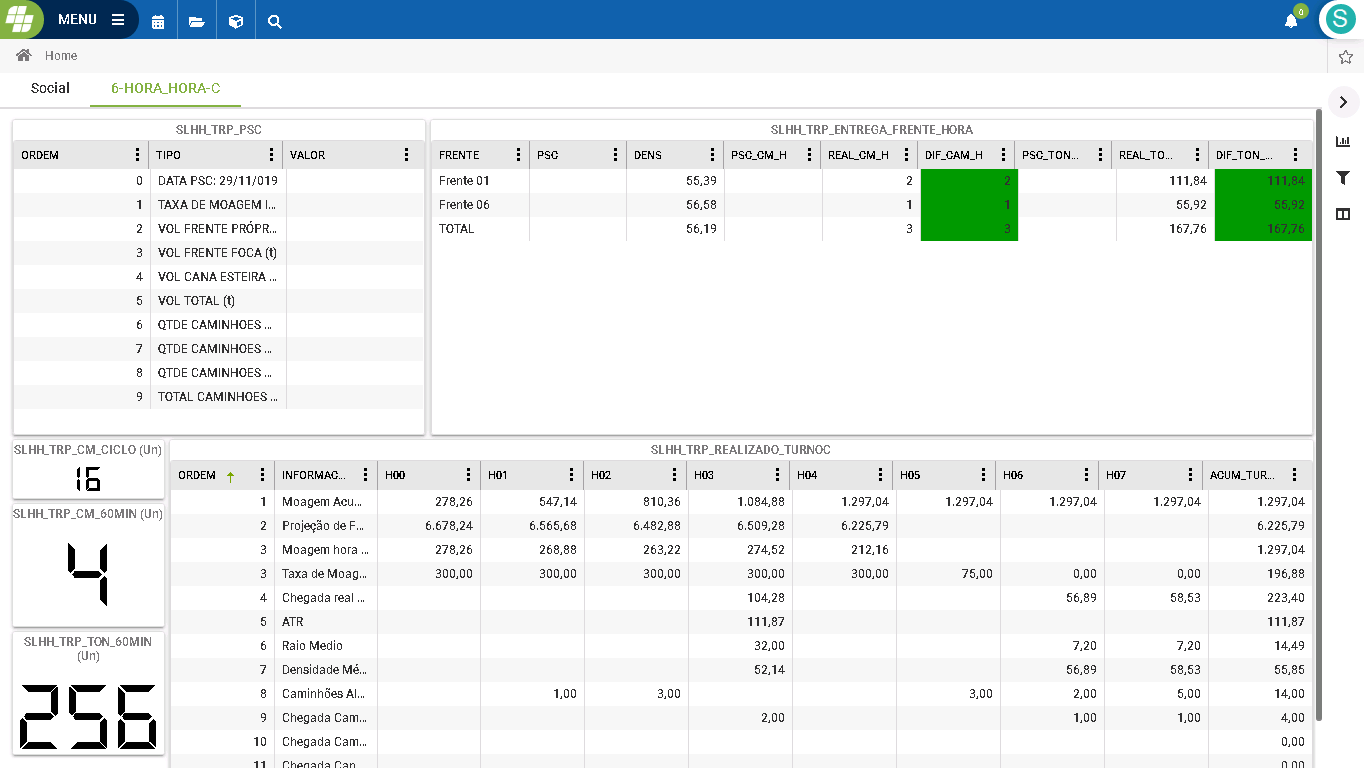 MENU
0
S
Home
Social 6-HORA_HORA-C
SLHH_TRP_PSC
ORDEM TIPO VALOR
0 DATA PSC: 29/11/019
1 TAXA DE MOAGEM I...
2 VOL FRENTE PRÓPR...
3 VOL FRENTE FOCA (t)
4 VOL CANA ESTEIRA ...
5 VOL TOTAL (t)
6 QTDE CAMINHOES ...
7 QTDE CAMINHOES ...
8 QTDE CAMINHOES ...
9 TOTAL CAMINHOES ...
SLHH_TRP_ENTREGA_FRENTE_HORA
FRENTE PSC DENS PSC_CM_H REAL_CM_H DIF_CAM_H PSC_TON... REAL_TO... DIF_TON_...
Frente 01 55,39 2 2 111,84 111,84
Frente 06 56,58 1 1 55,92 55,92
TOTAL 56,19 3 3 167,76 167,76
SLHH_TRP_CM_CICLO (Un)
16
SLHH_TRP_CM_60MIN (Un)
4
SLHH_TRP_TON_60MIN
(Un)
256
SLHH_TRP_REALIZADO_TURNOC
ORDEM INFORMAC... H00 H01 H02 H03 H04 H05 H06 H07 ACUM_TUR...
1 Moagem Acu... 278,26 547,14 810,36 1.084,88 1.297,04 1.297,04 1.297,04 1.297,04 1.297,04
2 Projeção de F... 6.678,24 6.565,68 6.482,88 6.509,28 6.225,79 6.225,79
3 Moagem hora ... 278,26 268,88 263,22 274,52 212,16 1.297,04
3 Taxa de Moag... 300,00 300,00 300,00 300,00 300,00 75,00 0,00 0,00 196,88
4 Chegada real ... 104,28 56,89 58,53 223,40
5 ATR 111,87 111,87
6 Raio Medio 32,00 7,20 7,20 14,49
7 Densidade Mé... 52,14 56,89 58,53 55,85
8 Caminhões Al... 1,00 3,00 3,00 2,00 5,00 14,00
9 Chegada Cam... 2,00 1,00 1,00 4,00
10 Chegada Cam... 0,00
11 Chegada Can... 0,00